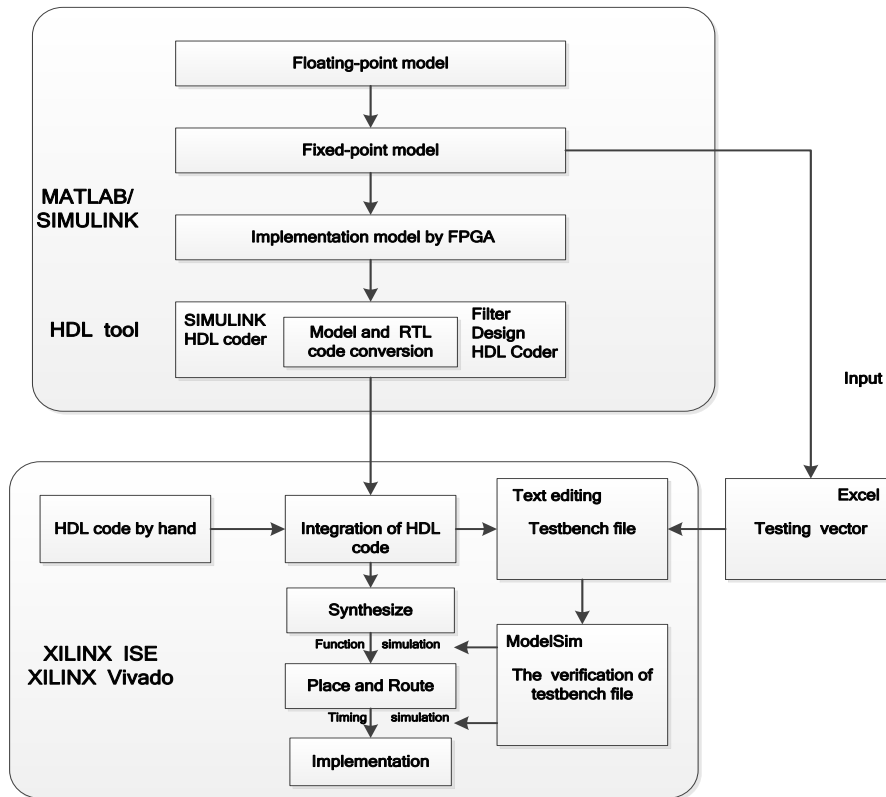 Floating-point model
Fixed-point model
MATLAB/
SIMULINK
Implementation model by FPGA
HDL tool
SIMULINK
HDL coder
Model and RTL
code conversion
Filter
Design
HDL Coder
Input
HDL code by hand
Integration of HDL
code
Text editing
Testbench file
Excel
Testing vector
Synthesize
Function simulation
XILINX ISE
XILINX Vivado
Place and Route
Timing simulation
Implementation
ModelSim
The verification of
testbench file